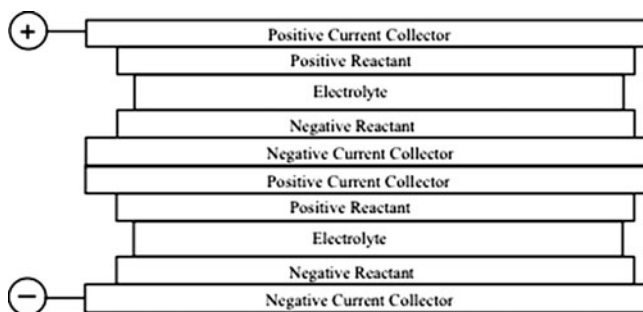 +
Positive Current Collector
Positive Reactant
Electrolyte
Negative Reactant
Negative Current Collector
Positive Current Collector
Positive Reactant
Electrolyte
Negative Reactant
−
Negative Current Collector